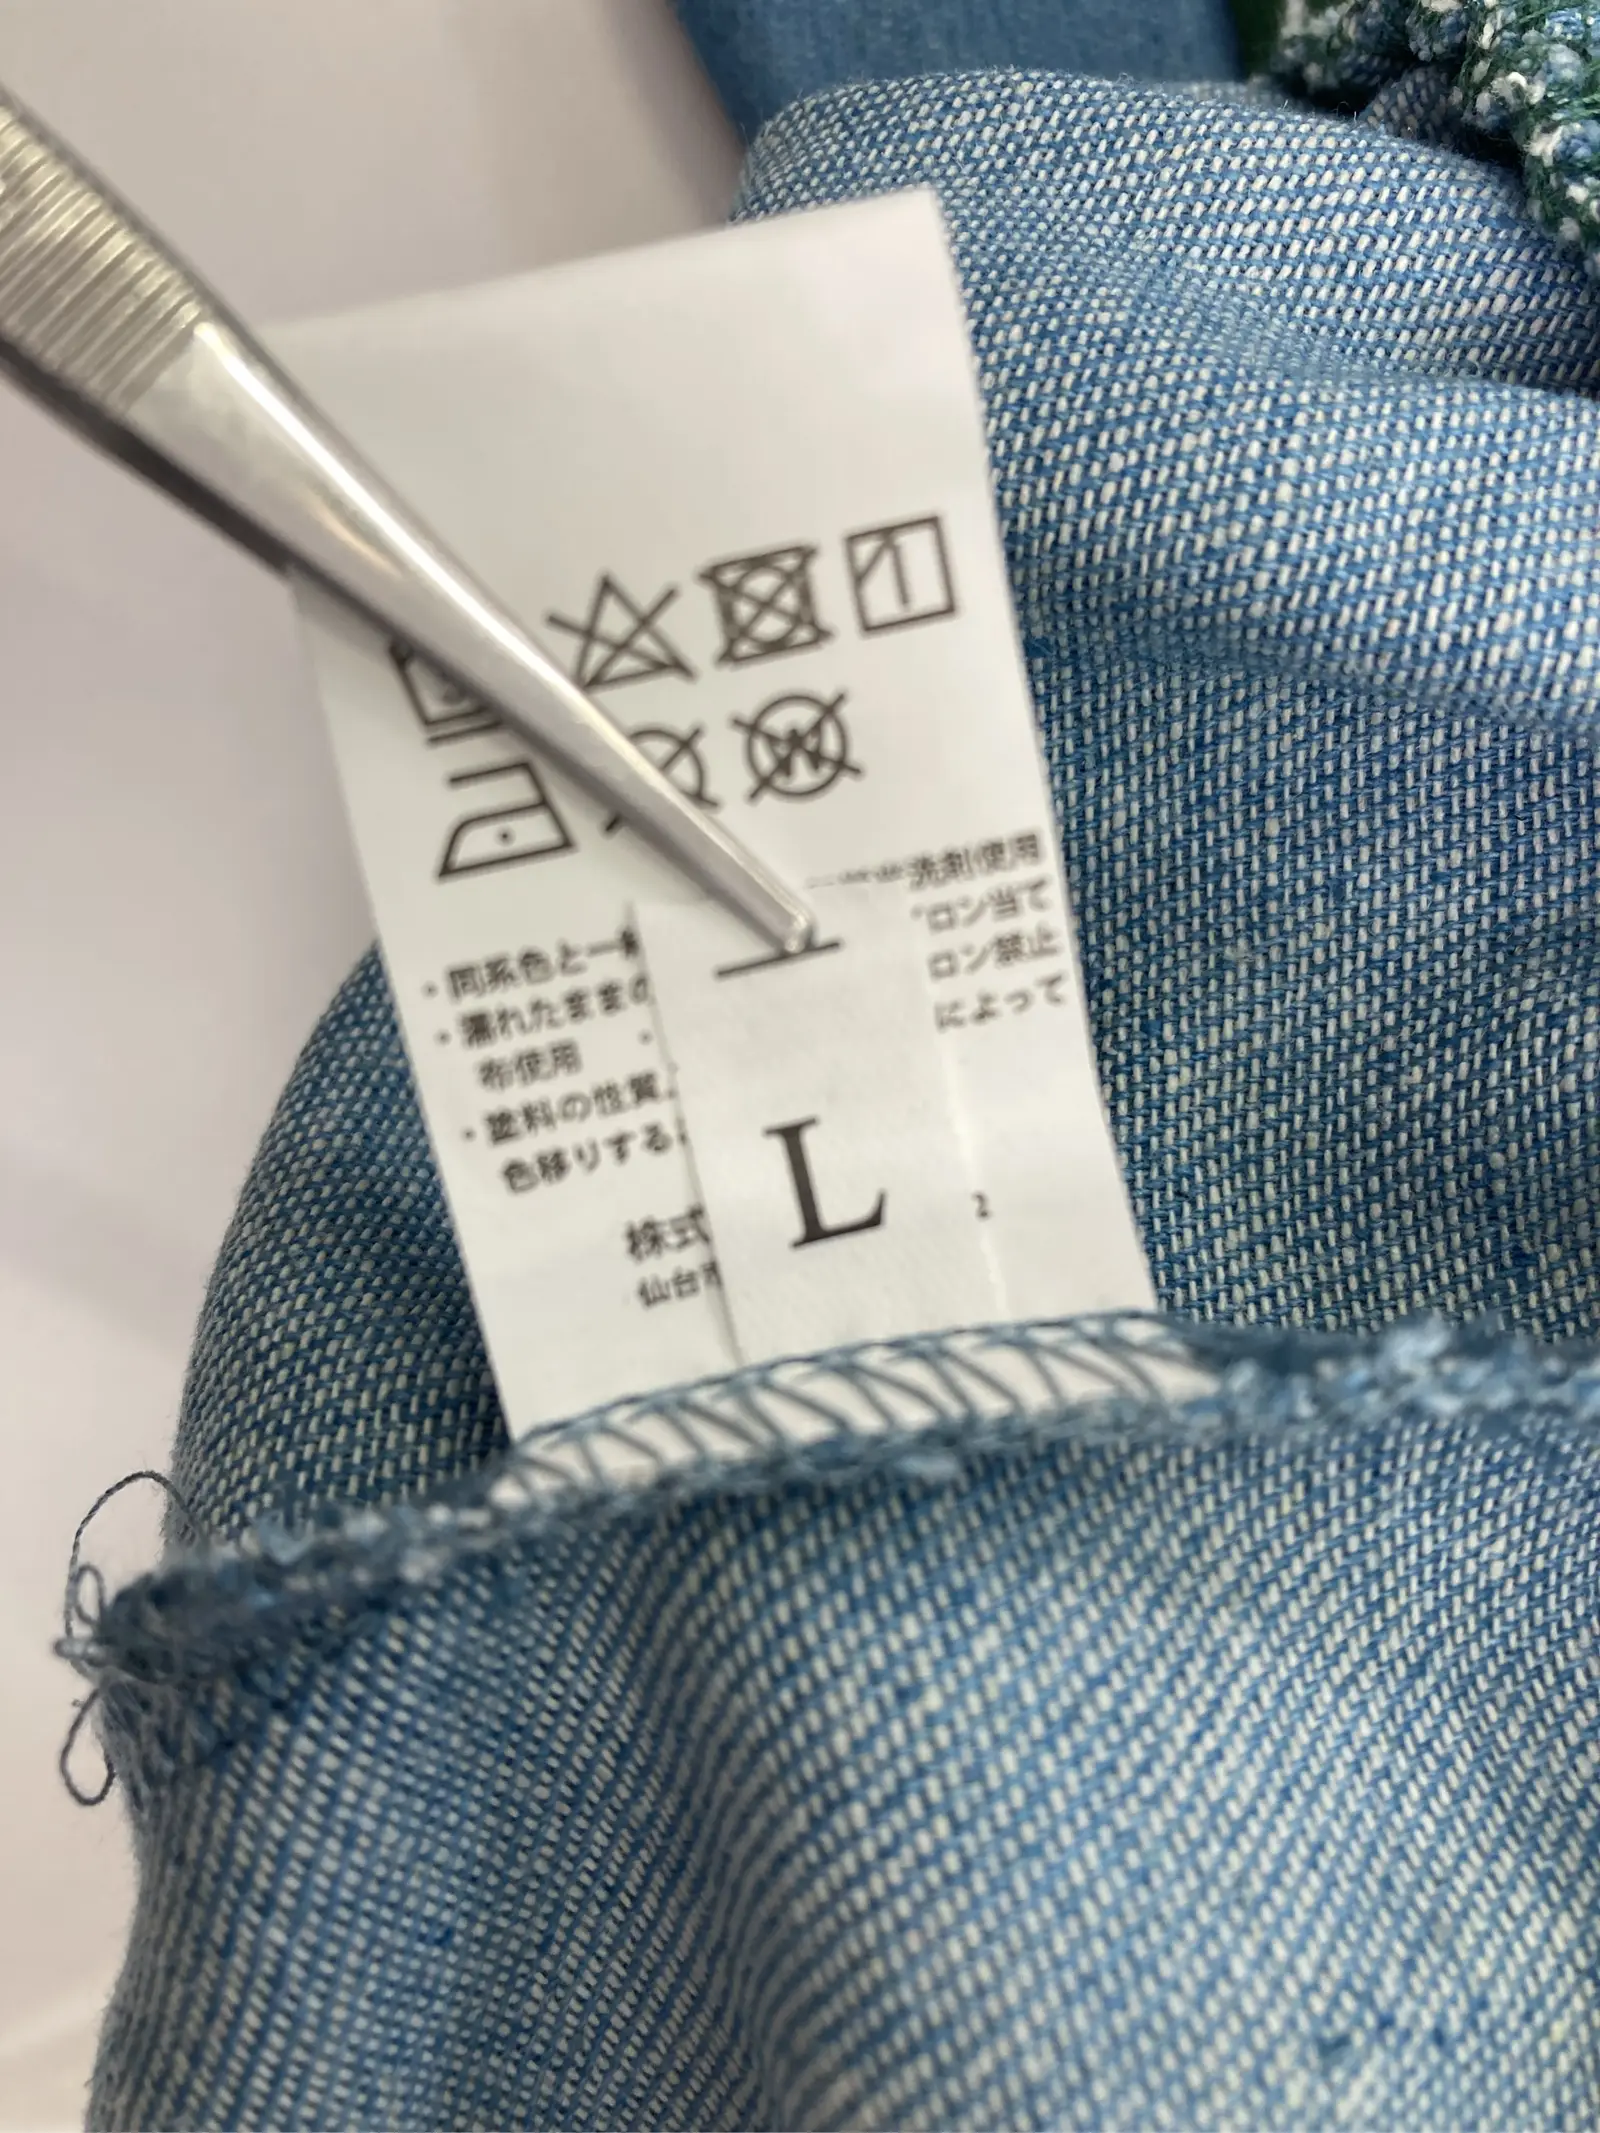 W
洗剤使用
・同系色と一
ロン当て
・濡れたままの
ロン禁止
布使用 ・
によって
・塗料の性質
色移りする
L
2
株式
仙台市